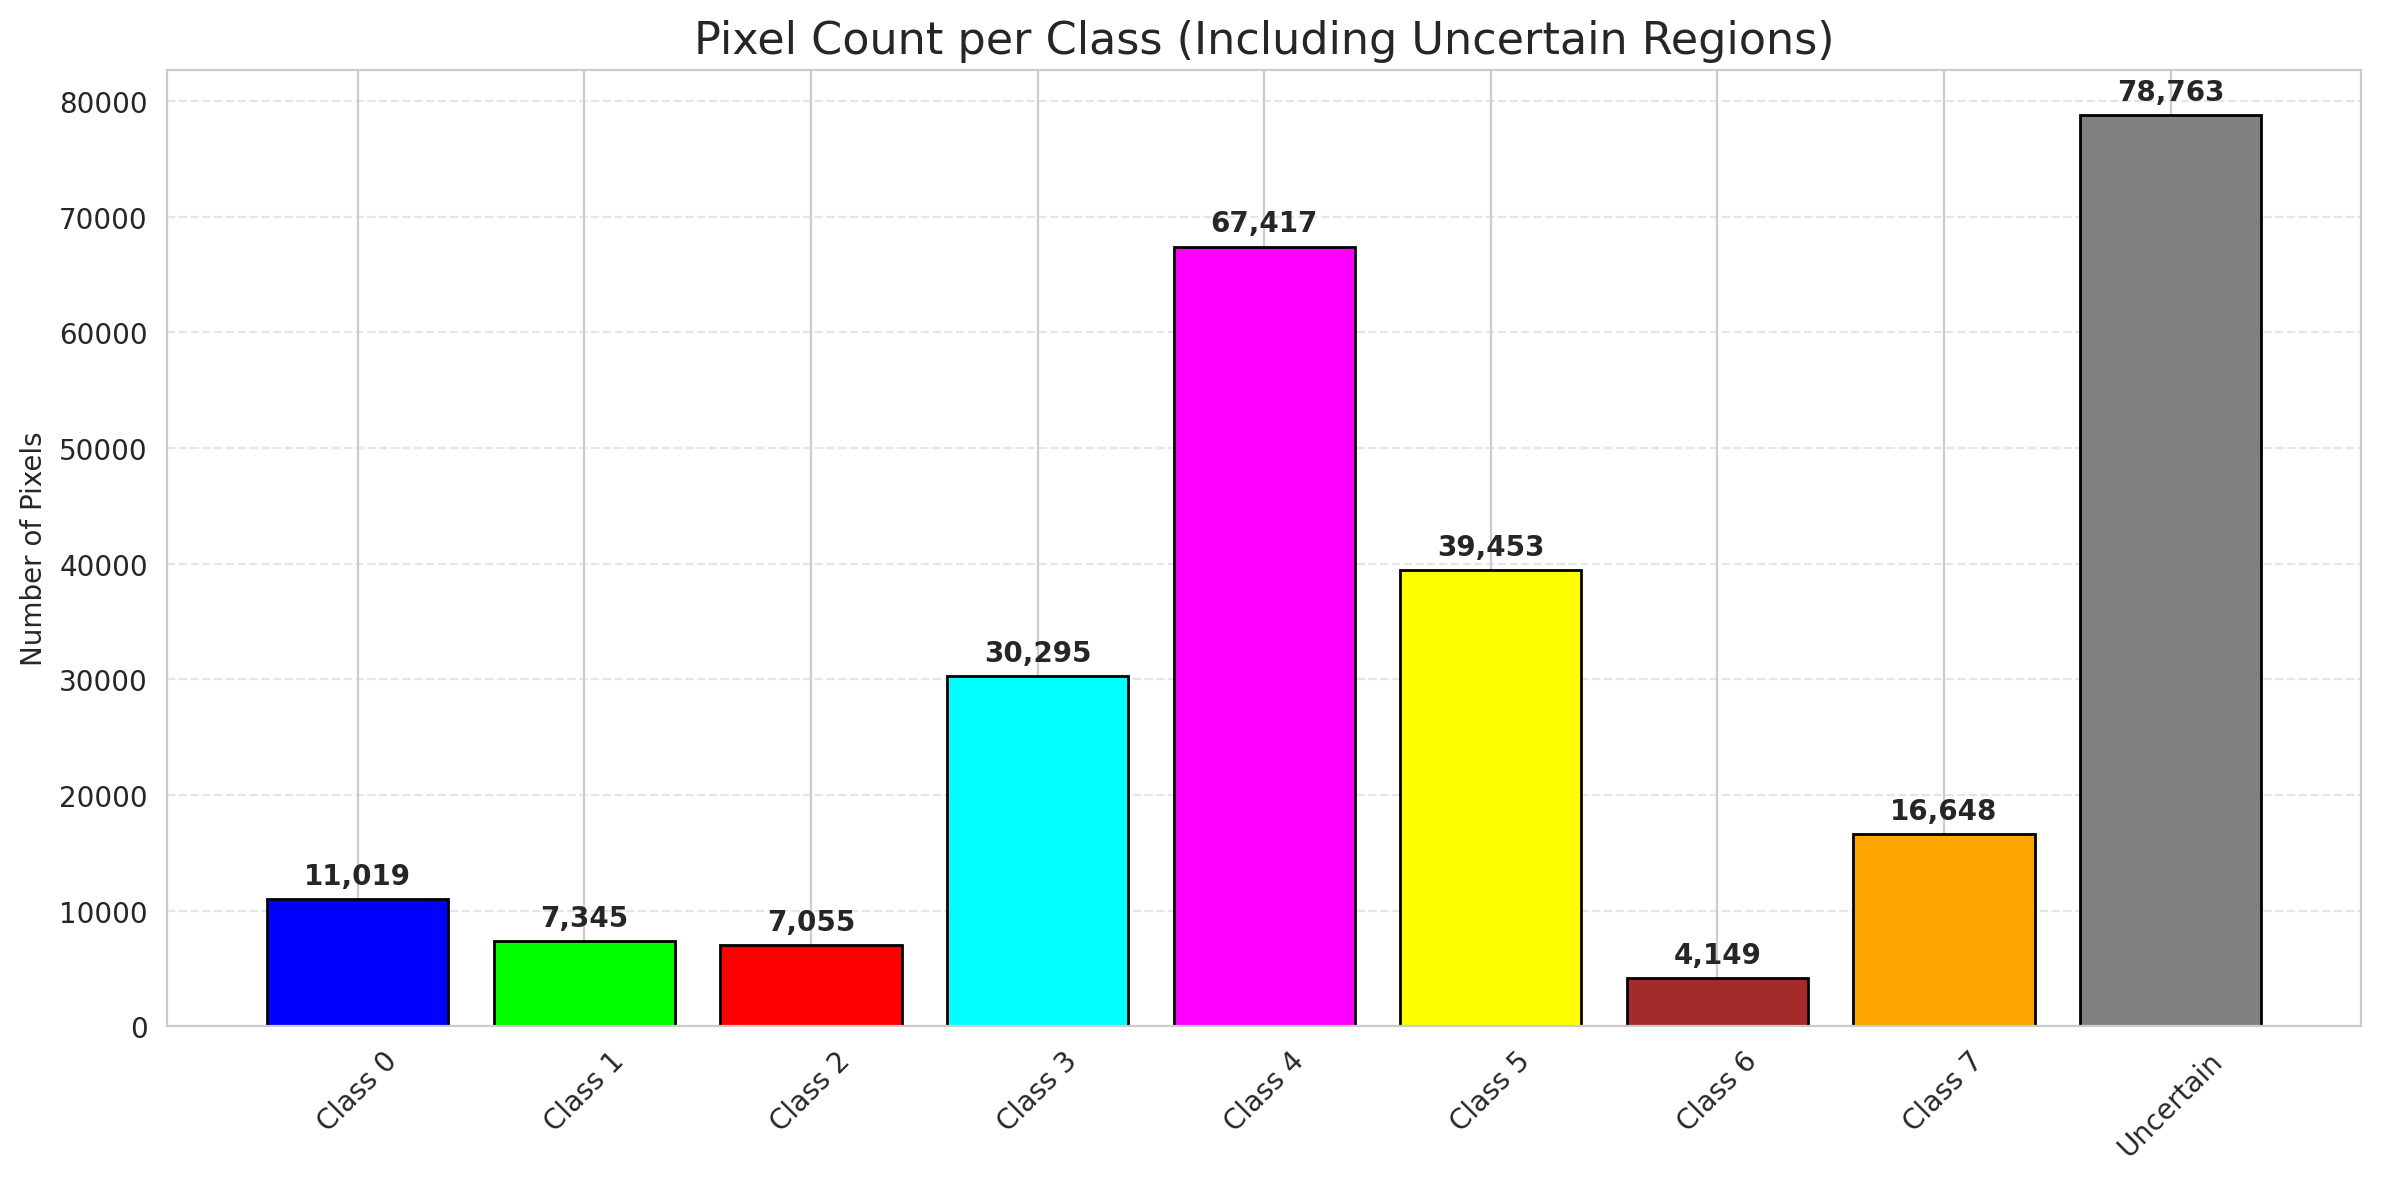 Pixel Count per Class (Including Uncertain Regions)
Number of Pixels
80000
70000
60000
50000
40000
30000
20000
10000
0
11,019
7,345
7,055
30,295
67,417
39,453
4,149
16,648
78,763
Class 0
Class 1
Class 2
Class 3
Class 4
Class 5
Class 6
Class 7
Uncertain